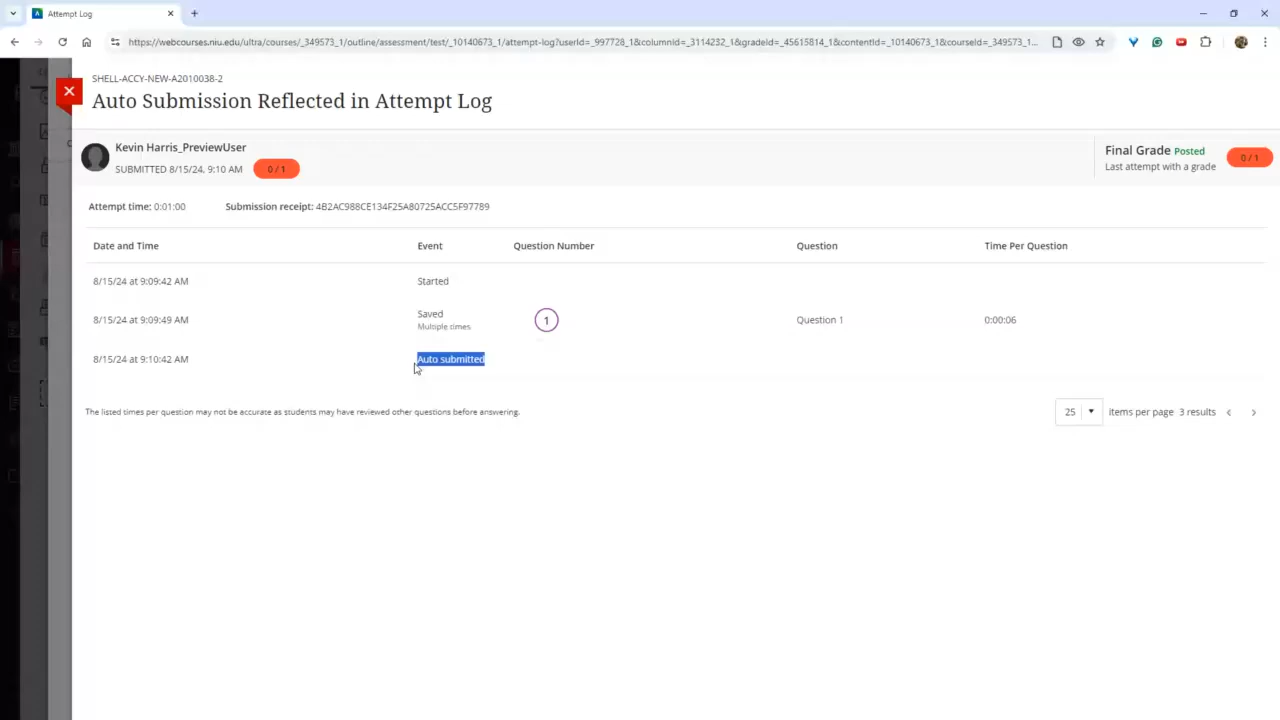 Attempt Log
https://webcourses.niu.edu/ultra/courses/_349573_1/outline/assessment/test/_10140673_1/attempt-log?userId=_997728_1&columnId=_3114232_1&gradeId=_45615814_1&contentId=_10140673_1&courseId=_349573_1...
SHELL-ACCY-NEW-A2010038-2
Auto Submission Reflected in Attempt Log
Kevin Harris_PreviewUser
SUBMITTED 8/15/24, 9:10 AM 0 / 1
Final Grade Posted
Last attempt with a grade
0 / 1
Attempt time: 0:01:00 Submission receipt: 4B2AC988CE134F25A80725ACC5F97789
Date and Time Event Question Number Question Time Per Question
8/15/24 at 9:09:42 AM Started
8/15/24 at 9:09:49 AM Saved 1 Question 1 0:00:06
Multiple times
8/15/24 at 9:10:42 AM Auto submitted
The listed times per question may not be accurate as students may have reviewed other questions before answering.
25 items per page 3 results